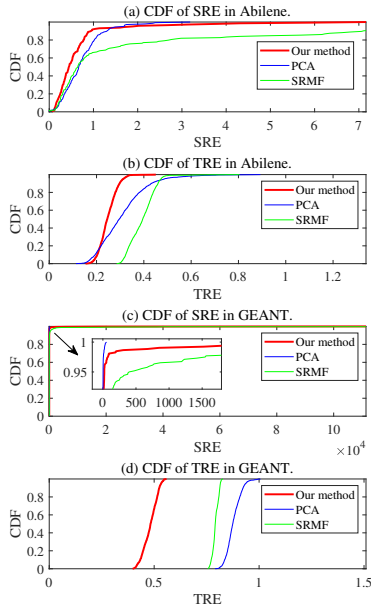 (a) CDF of SRE in Abilene.
CDF
1.0
0.8
0.6
0.4
0.2
0
Our method
PCA
SRMF
0 1 2 3 4 5 6 7
SRE
(b) CDF of TRE in Abilene.
CDF
0.8
0.6
0.4
0.2
0
Our method
PCA
SRMF
0 0.2 0.4 0.6 0.8 1 1.2
TRE
(c) CDF of SRE in GEANT.
CDF
1.0
0.8
0.6
0.4
0.2
0
1
0.95
0 500 1000 1500
Our method
PCA
SRMF
0 2 4 6 8 10
SRE
×10⁴
(d) CDF of TRE in GEANT.
CDF
0.8
0.6
0.4
0.2
0
Our method
PCA
SRMF
0 0.5 1 1.5
TRE